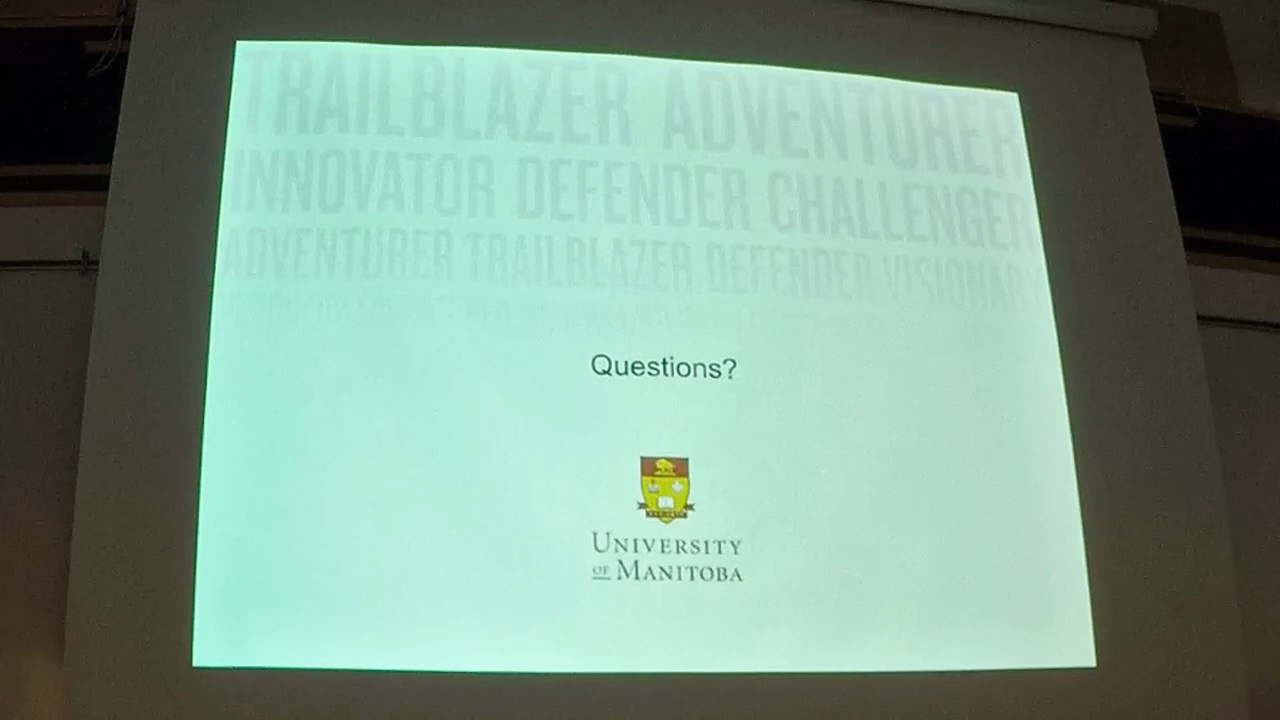 TRAILBLAZER ADVENTURER
INNOVATOR DEFENDER CHALLENGER
ADVENTURER TRAILBLAZER DEFENDER VISIONARY
Questions?
UNIVERSITY
OF MANITOBA